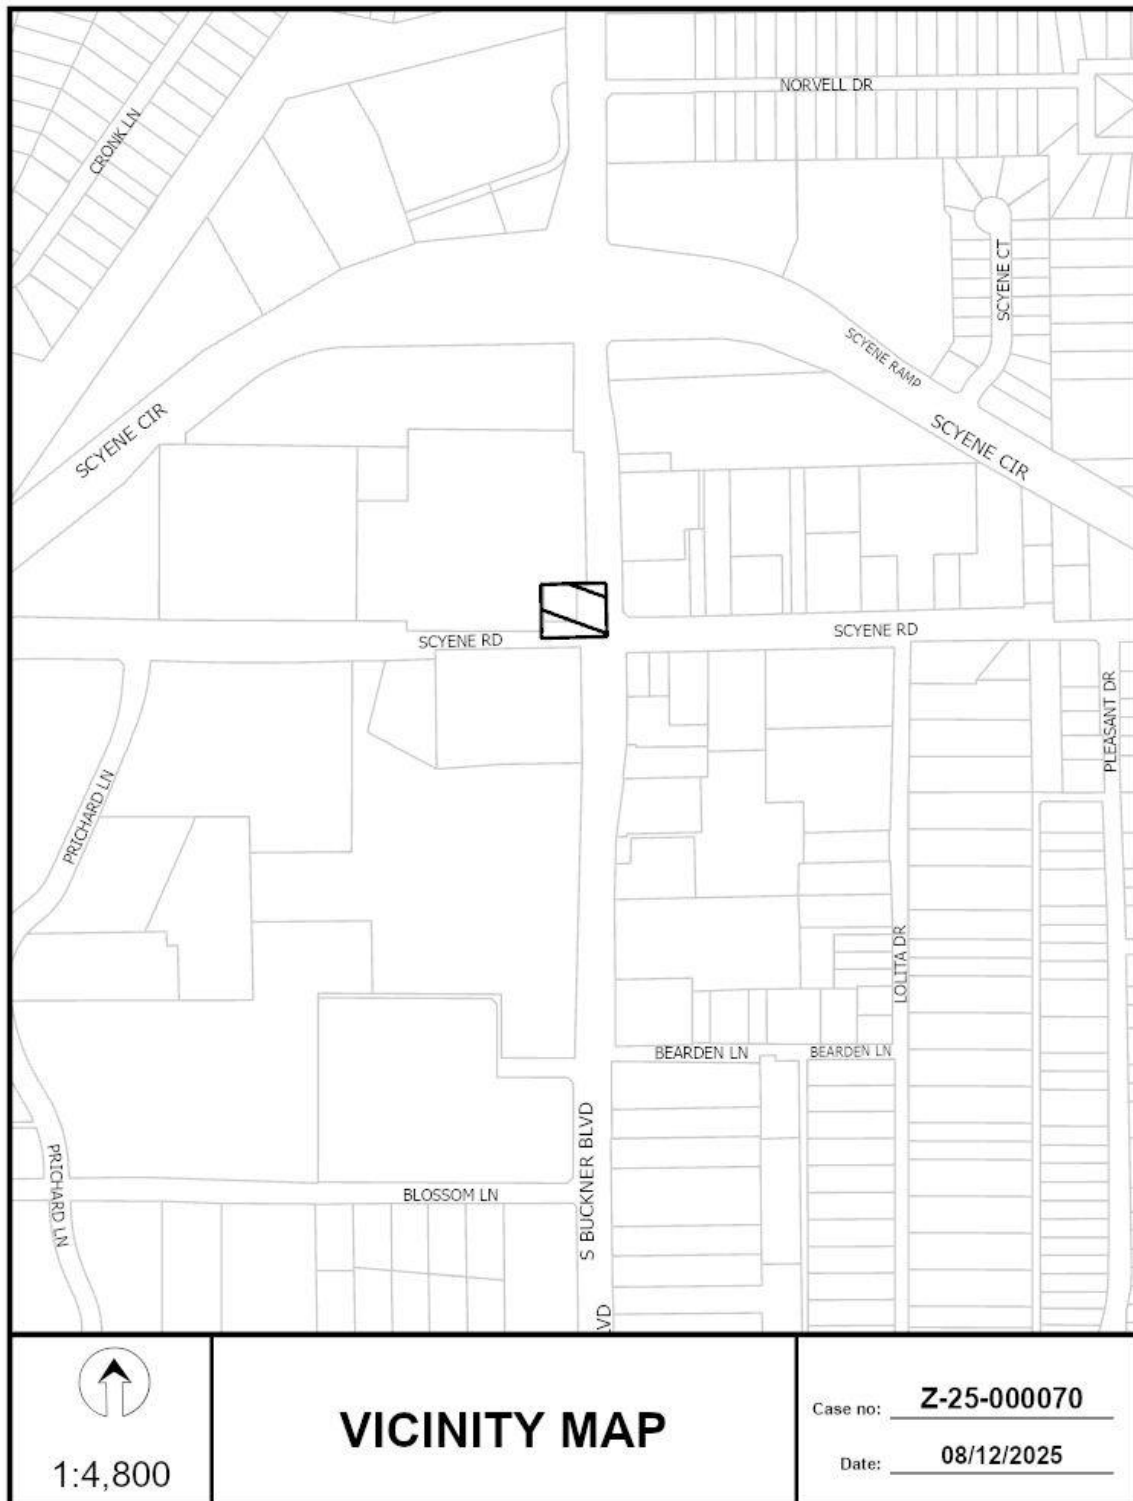 NORVELL DR
CRONK LN
SCYENE CT
SCYENE RAMP
SCYENE CIR
SCYENE CIR
SCYENE RD
SCYENE RD
PLEASANT DR
PRICHARD LN
LOLITA DR
BEARDEN LN
BEARDEN LN
S BUCKNER BLVD
PRICHARD LN
BLOSSOM LN
VD
1:4,800
VICINITY MAP
Case no: Z-25-000070
Date: 08/12/2025